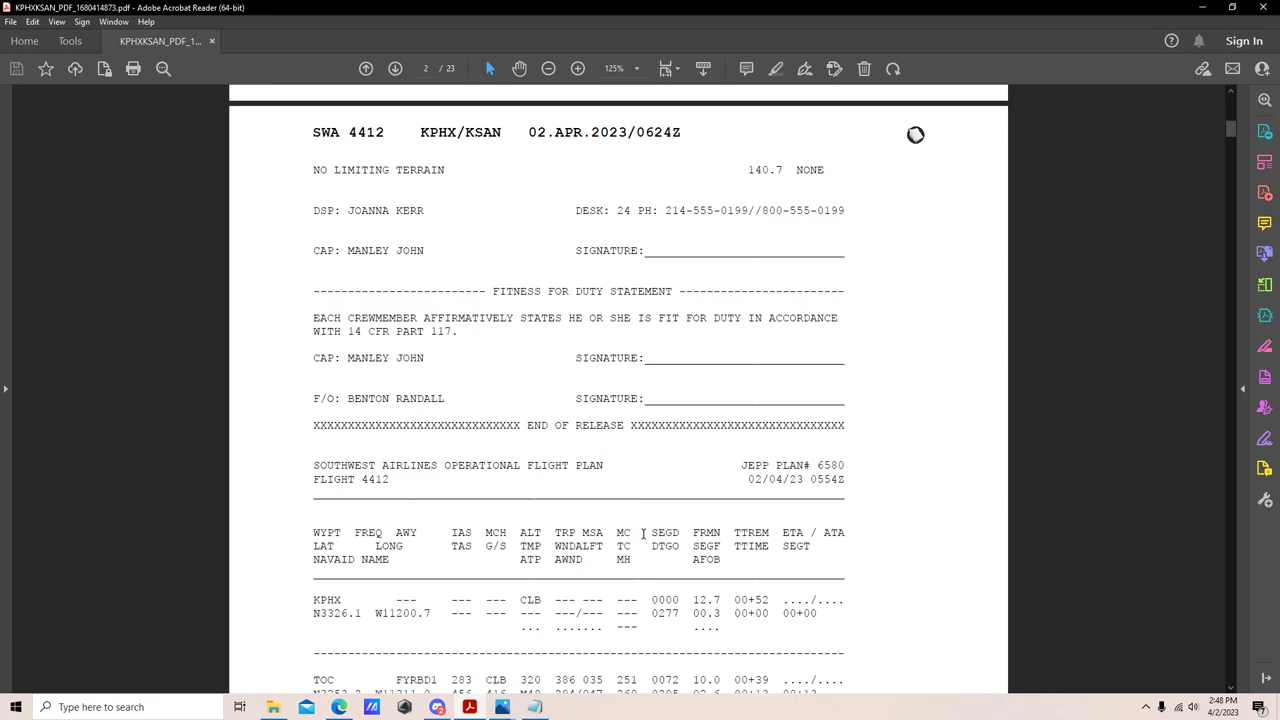 KPHXKSAN_PDF_1680414873.pdf - Adobe Acrobat Reader (64-bit)
File Edit View Sign Window Help
Home Tools KPHXKSAN_PDF_1... × Sign In
2 / 23 125%
SWA 4412 KPHX/KSAN 02.APR.2023/0624Z
NO LIMITING TERRAIN 140.7 NONE
DSP: JOANNA KERR DESK: 24 PH: 214-555-0199//800-555-0199
CAP: MANLEY JOHN SIGNATURE:
----------------------- FITNESS FOR DUTY STATEMENT -----------------------
EACH CREWMEMBER AFFIRMATIVELY STATES HE OR SHE IS FIT FOR DUTY IN ACCORDANCE
WITH 14 CFR PART 117.
CAP: MANLEY JOHN SIGNATURE:
F/O: BENTON RANDALL SIGNATURE:
XXXXXXXXXXXXXXXXXXXXXXXXXXXXXX END OF RELEASE XXXXXXXXXXXXXXXXXXXXXXXXXXXXXXX
SOUTHWEST AIRLINES OPERATIONAL FLIGHT PLAN JEPP PLAN# 6580
FLIGHT 4412 02/04/23 0554Z
WYPT FREQ AWY IAS MCH ALT TRP MSA MC SEGD FRMN TTREM ETA / ATA
LAT LONG TAS G/S TMP WNDALFT TC DTGO SEGF TTIME SEGT
NAVAID NAME ATP AWND MH AFOB
KPHX --- --- --- CLB --- --- --- 0000 12.7 00+52 ..../....
N3326.1 W11200.7 --- --- --- ---/--- --- 0277 00.3 00+00 00+00
... ....... --- ....
-----------------------------------------------------------------------------
TOC FYRBD1 283 CLB 320 386 035 251 0072 10.0 00+39 ..../....
Type here to search
2:48 PM
4/2/2023